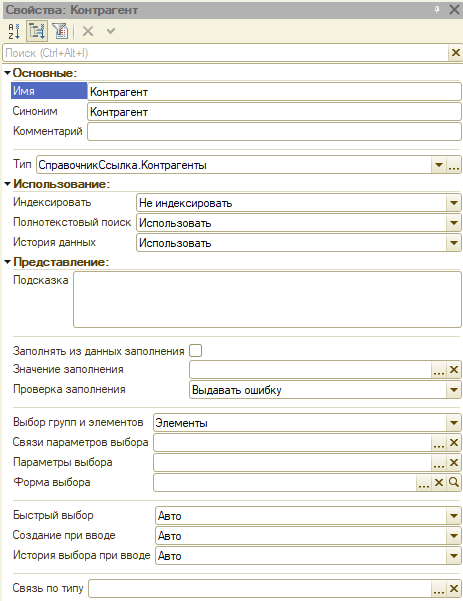 Свойства: Контрагент
Поиск (Ctrl+Alt+I)
Основные:
Имя Контрагент
Синоним Контрагент
Комментарий
Тип СправочникСсылка.Контрагенты
Использование:
Индексировать Не индексировать
Полнотекстовый поиск Использовать
История данных Использовать
Представление:
Подсказка
Заполнять из данных заполнения
Значение заполнения
Проверка заполнения Выдавать ошибку
Выбор групп и элементов Элементы
Связи параметров выбора
Параметры выбора
Форма выбора
Быстрый выбор Авто
Создание при вводе Авто
История выбора при вводе Авто
Связь по типу